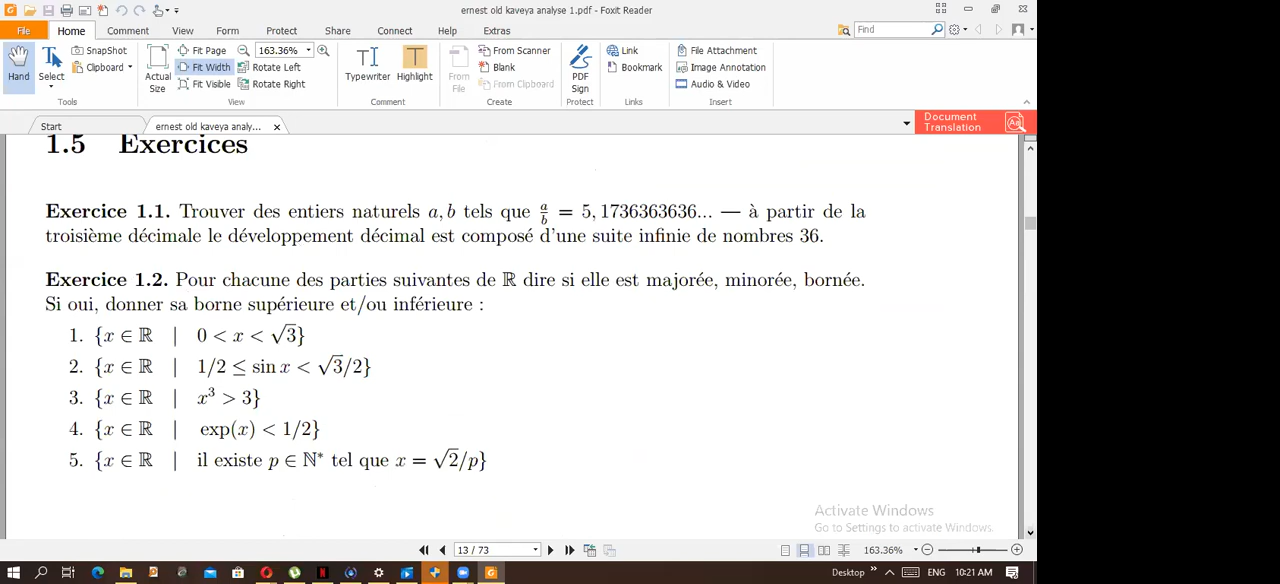 ernest old kaveya analyse 1.pdf - Foxit Reader
File Home Comment View Form Protect Share Connect Help Extras Find
Hand Select SnapShot Clipboard Actual Size Fit Page Fit Width Fit Visible 163.36% Rotate Left Rotate Right Typewriter Highlight From File From Scanner Blank From Clipboard PDF Sign Link Bookmark File Attachment Image Annotation Audio & Video
Tools View Comment Create Protect Links Insert
Start ernest old kaveya analy... Document Translation
1.5 Exercices
Exercice 1.1. Trouver des entiers naturels a, b tels que a/b = 5, 1736363636... — à partir de la
troisième décimale le développement décimal est composé d'une suite infinie de nombres 36.
Exercice 1.2. Pour chacune des parties suivantes de ℝ dire si elle est majorée, minorée, bornée.
Si oui, donner sa borne supérieure et/ou inférieure :
1. {x ∈ ℝ | 0 < x < √3}
2. {x ∈ ℝ | 1/2 ≤ sin x < √3/2}
3. {x ∈ ℝ | x³ > 3}
4. {x ∈ ℝ | exp(x) < 1/2}
5. {x ∈ ℝ | il existe p ∈ ℕ* tel que x = √2/p}
Activate Windows
Go to Settings to activate Windows.
13 / 73 163.36%
Desktop ENG 10:21 AM